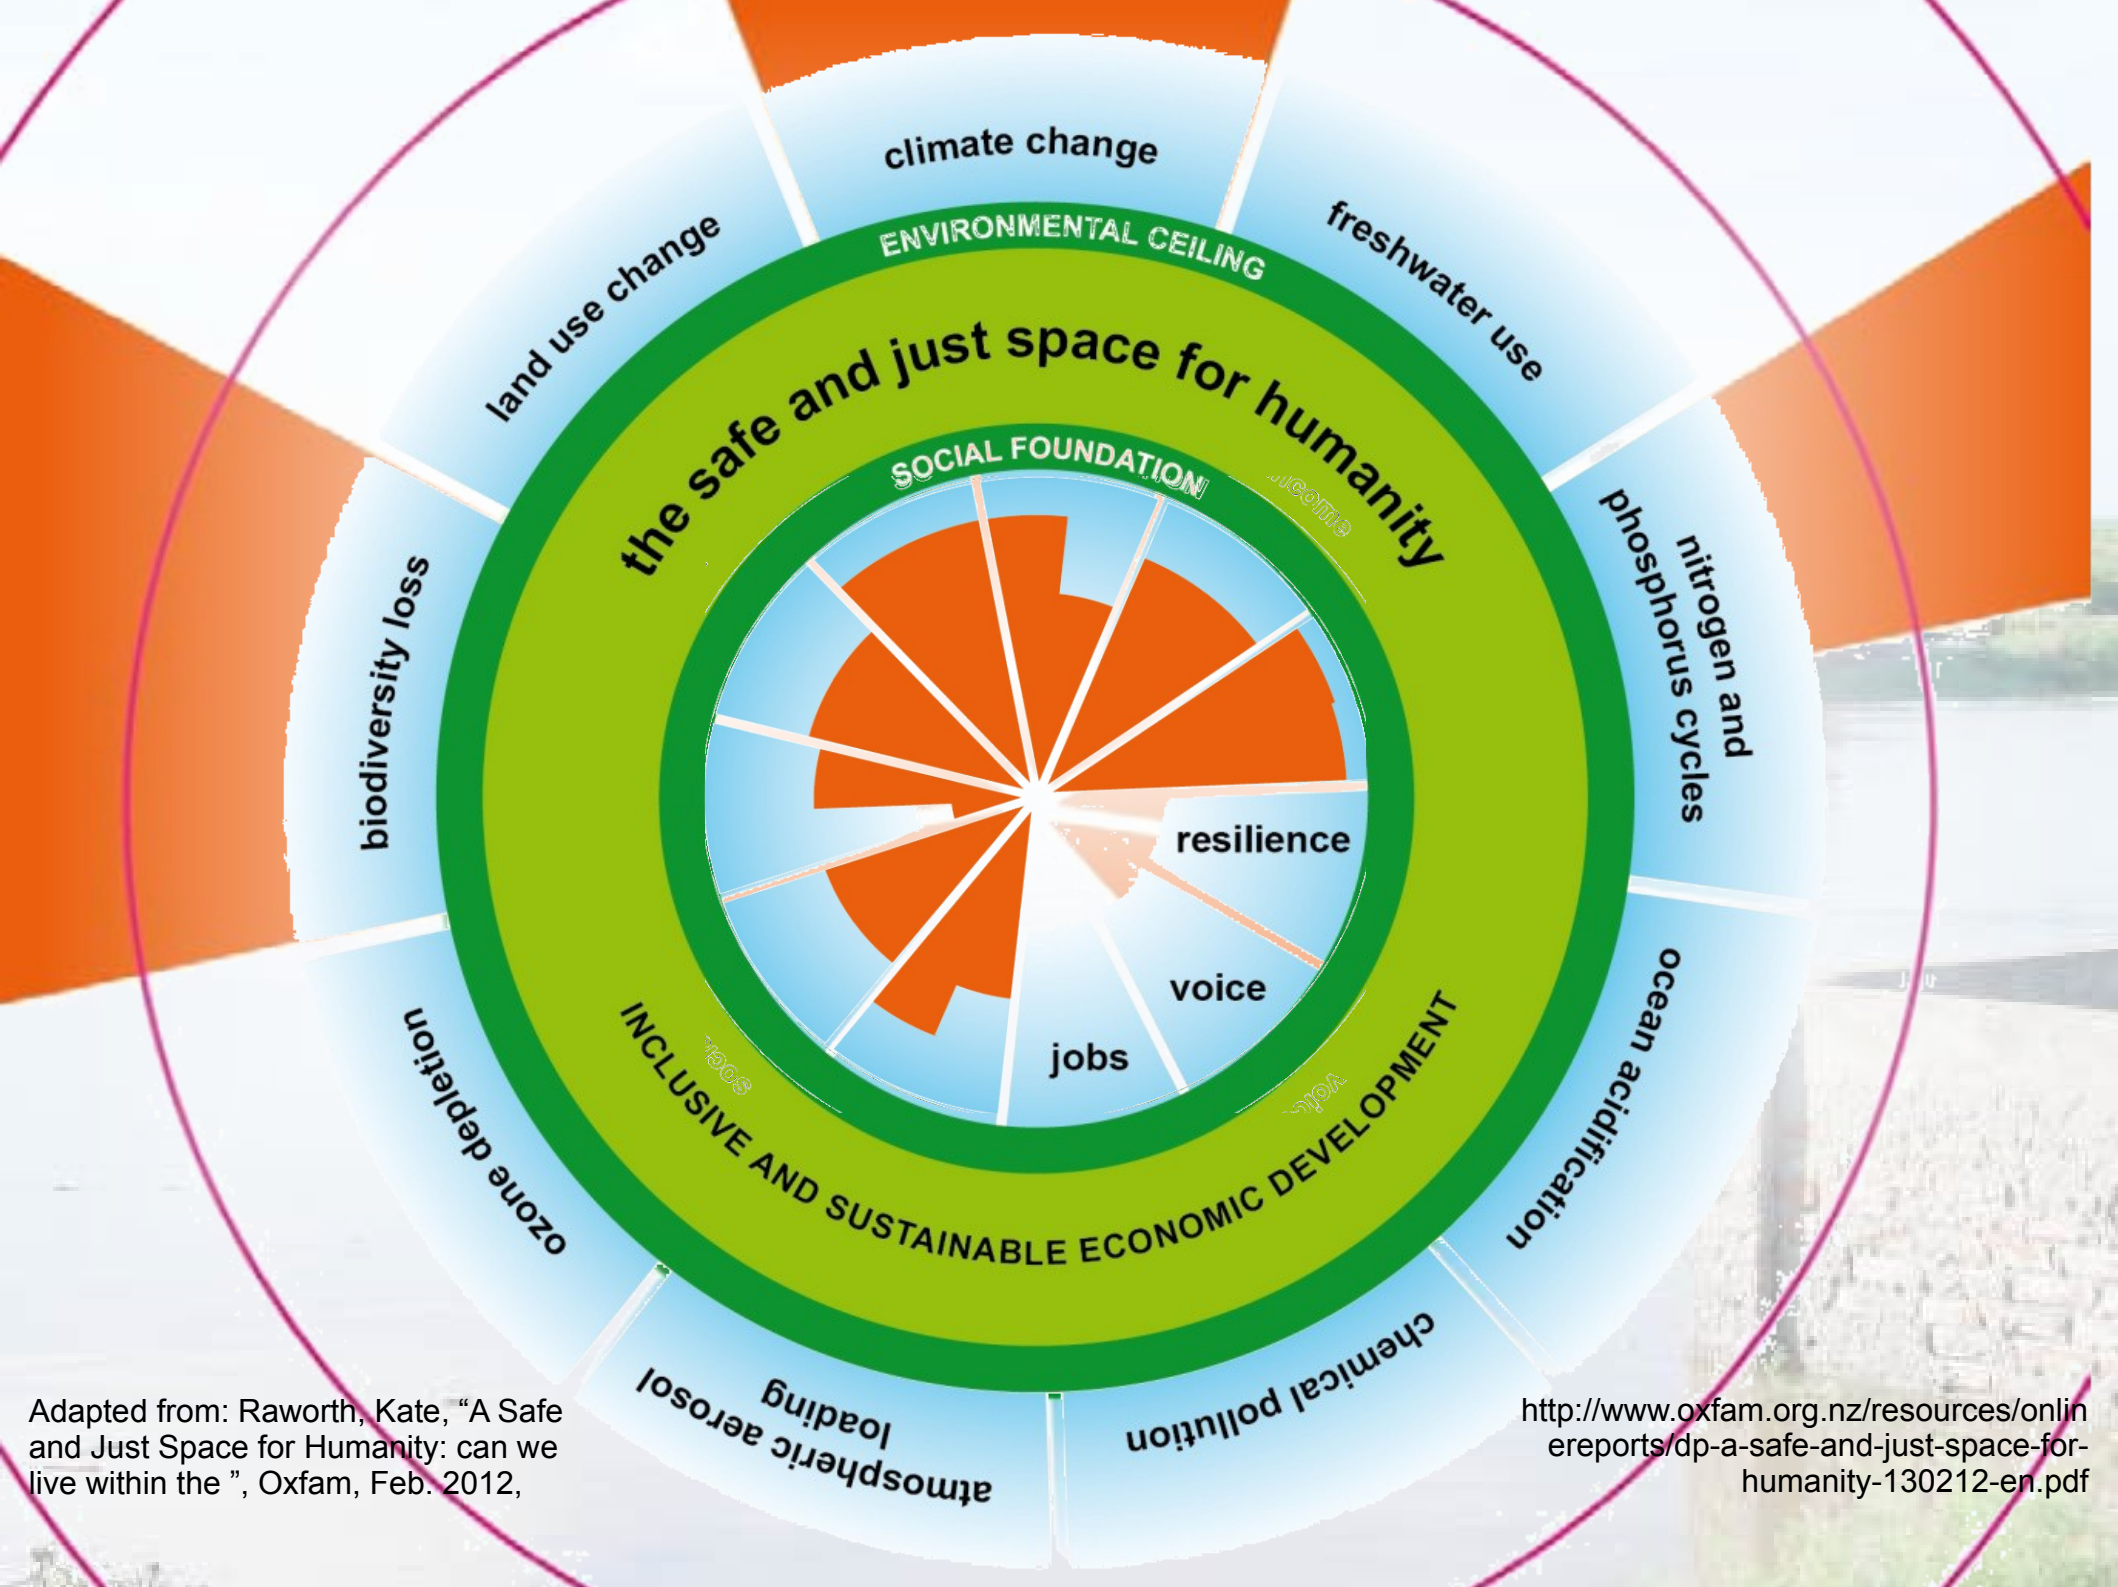 climate change
freshwater use
nitrogen and
phosphorus cycles
ocean acidification
chemical pollution
atmospheric aerosol
loading
ozone depletion
biodiversity loss
land use change
ENVIRONMENTAL CEILING
the safe and just space for humanity
SOCIAL FOUNDATION
resilience
voice
jobs
INCLUSIVE AND SUSTAINABLE ECONOMIC DEVELOPMENT
Adapted from: Raworth, Kate, “A Safe
and Just Space for Humanity: can we
live within the ”, Oxfam, Feb. 2012,
http://www.oxfam.org.nz/resources/onlin
ereports/dp-a-safe-and-just-space-for-
humanity-130212-en.pdf